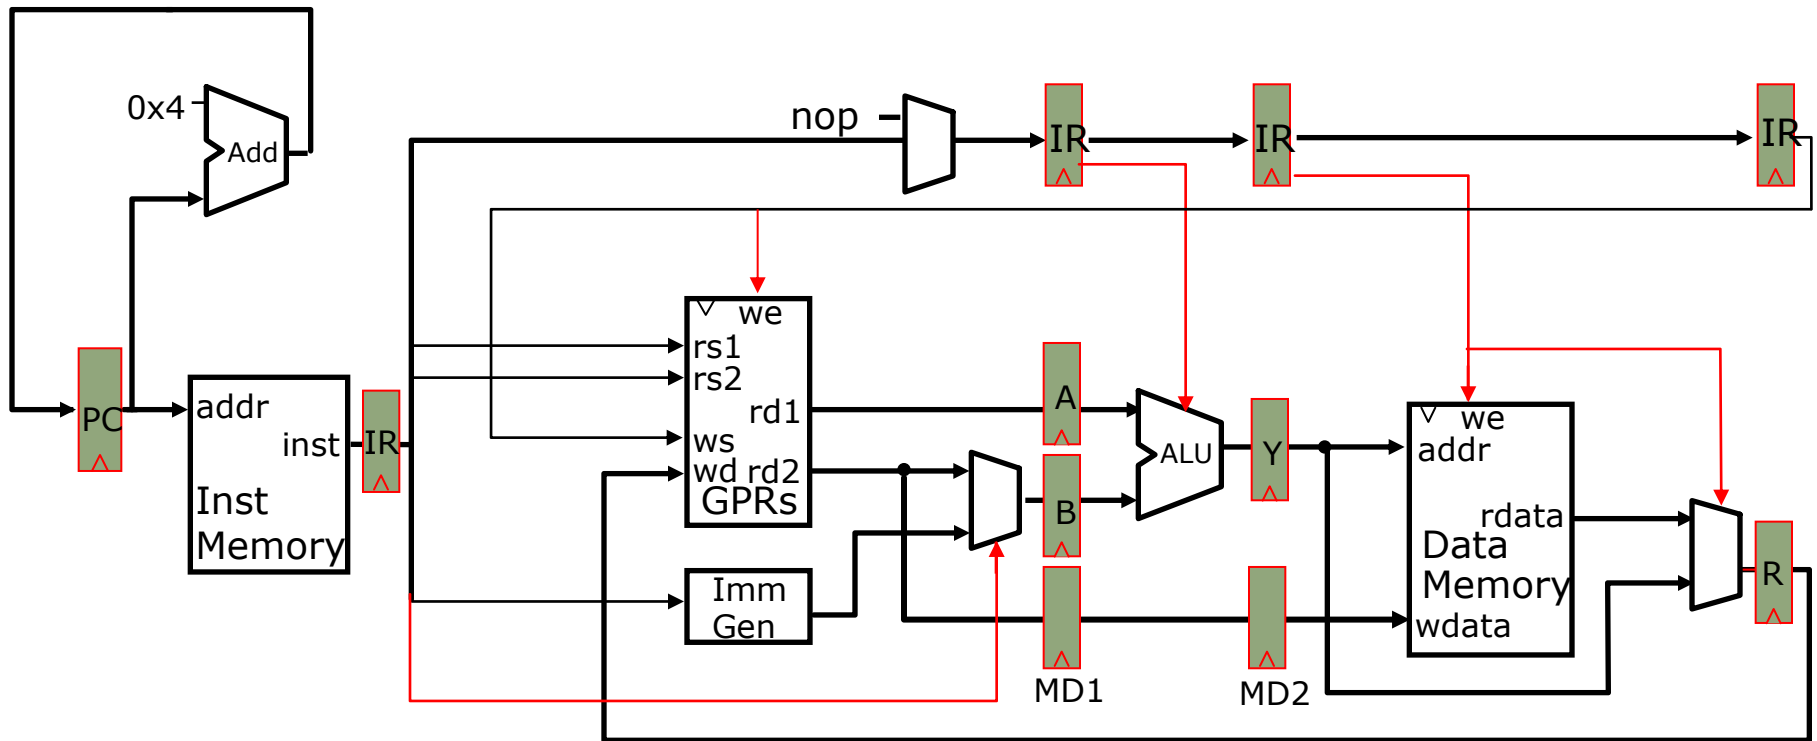 0x4
Add
nop
IR
IR
IR
PC
addr
inst
Inst
Memory
IR
we
rs1
rs2
rd1
ws
wd rd2
GPRs
Imm
Gen
A
B
MD1
ALU
Y
MD2
we
addr
rdata
Data
Memory
wdata
R